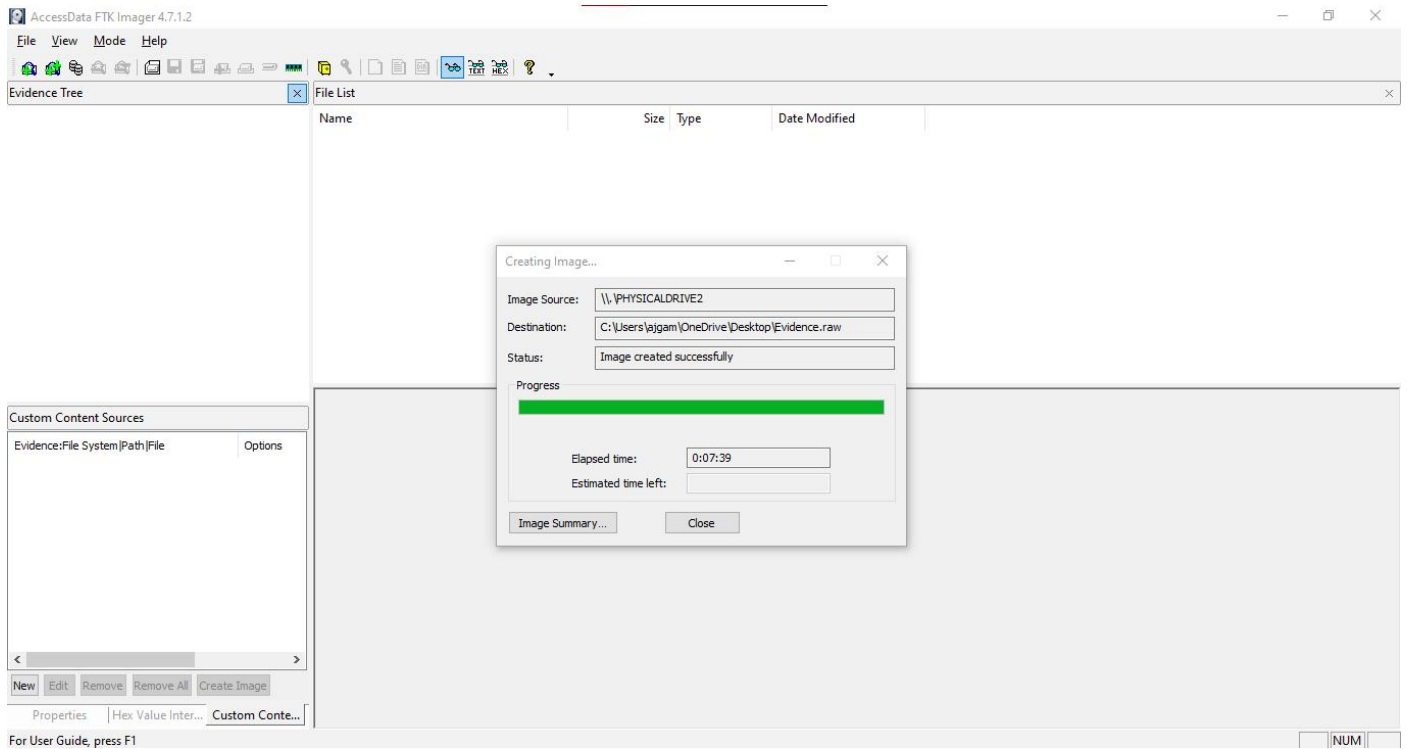 AccessData FTK Imager 4.7.1.2
File View Mode Help
TEXT HEX
Evidence Tree
File List
Name Size Type Date Modified
Creating Image...
Image Source: \\.\PHYSICALDRIVE2
Destination: C:\Users\ajgam\OneDrive\Desktop\Evidence.raw
Status: Image created successfully
Progress
Elapsed time: 0:07:39
Estimated time left:
Image Summary... Close
Custom Content Sources
Evidence:File System|Path|File Options
New Edit Remove Remove All Create Image
Properties Hex Value Inter... Custom Conte...
For User Guide, press F1
NUM